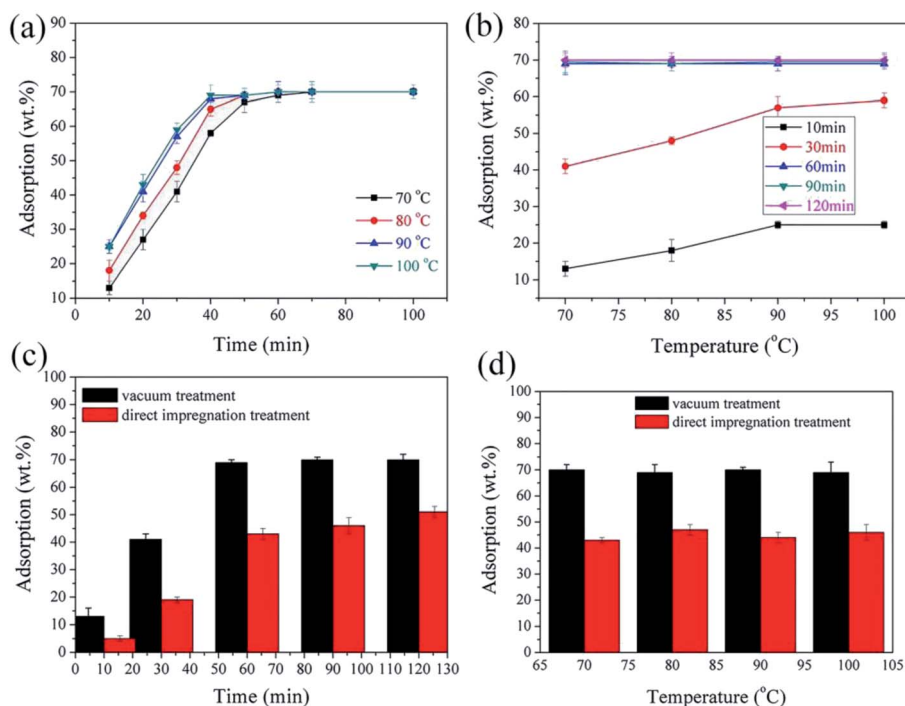 (a)
90
80
70
60
50
40
30
20
10
Adsorption (wt.%)
70 °C
80 °C
90 °C
100 °C
0 20 40 60 80 100
Time (min)
(b)
80
70
60
50
40
30
20
10
Adsorption (wt.%)
10min
30min
60min
90min
120min
70 75 80 85 90 95 100
Temperature (°C)
(c)
100
90
80
70
60
50
40
30
20
10
0
Adsorption (wt.%)
vacuum treatment
direct impregnation treatment
0 10 20 30 40 50 60 70 80 90 100 110 120 130
Time (min)
(d)
100
90
80
70
60
50
40
30
20
10
0
Adsorption (wt.%)
vacuum treatment
direct impregnation treatment
65 70 75 80 85 90 95 100 105
Temperature (°C)